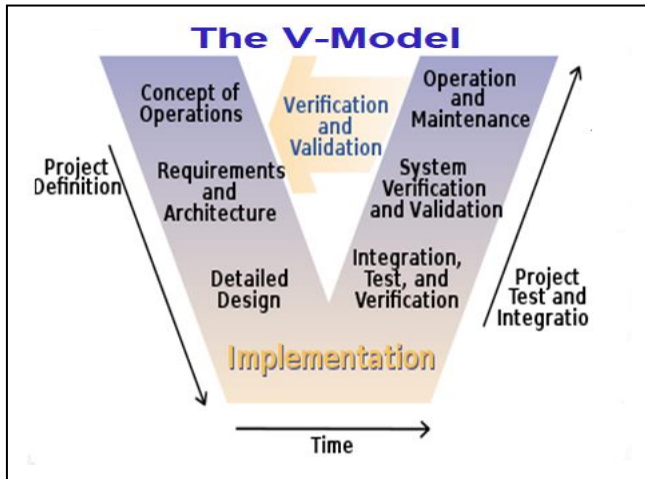 The V-Model
Concept of
Operations
Verification
and
Validation
Operation
and
Maintenance
Project
Definition
Requirements
and
Architecture
System
Verification
and Validation
Detailed
Design
Integration,
Test, and
Verification
Project
Test and
Integratio
Implementation
Time